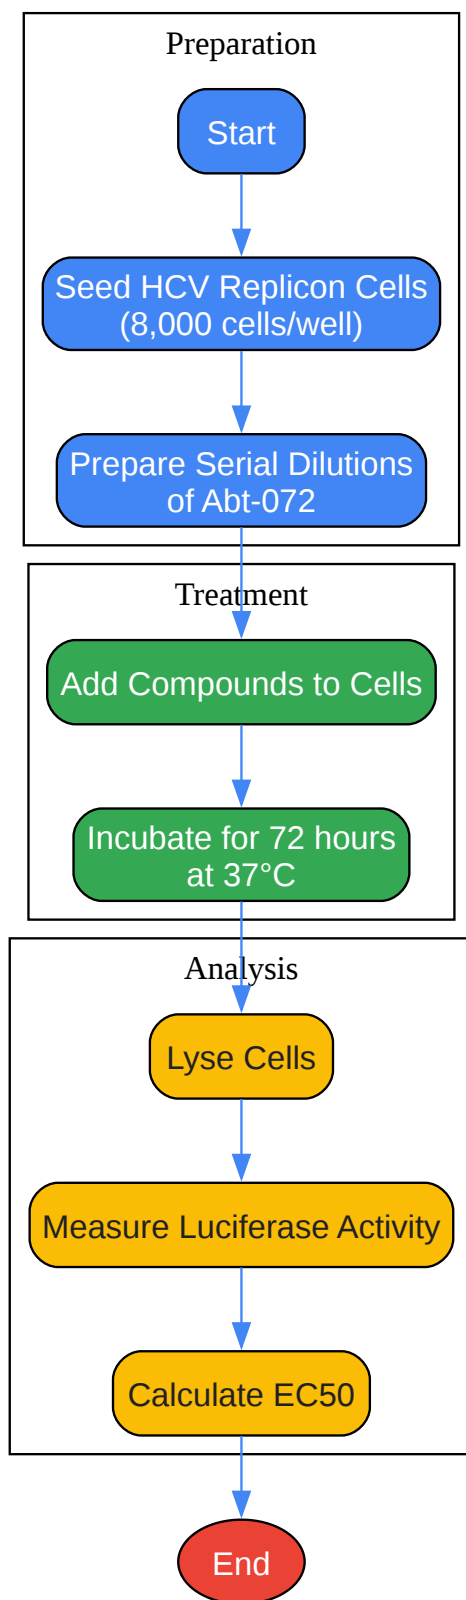 Preparation
Start
Seed HCV Replicon Cells
(8,000 cells/well)
Prepare Serial Dilutions
of Abt-072
Treatment
Add Compounds to Cells
Incubate for 72 hours
at 37°C
Analysis
Lyse Cells
Measure Luciferase Activity
Calculate EC50
End